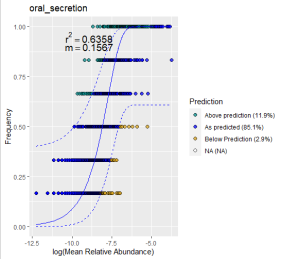 oral_secretion
r² = 0.6358
m = 0.1567
1.00
0.75
0.50
0.25
0.00
Frequency
-12.5
-10.0
-7.5
-5.0
log(Mean Relative Abundance)
Prediction
Above prediction (11.9%)
As predicted (85.1%)
Below Prediction (2.9%)
NA (NA)